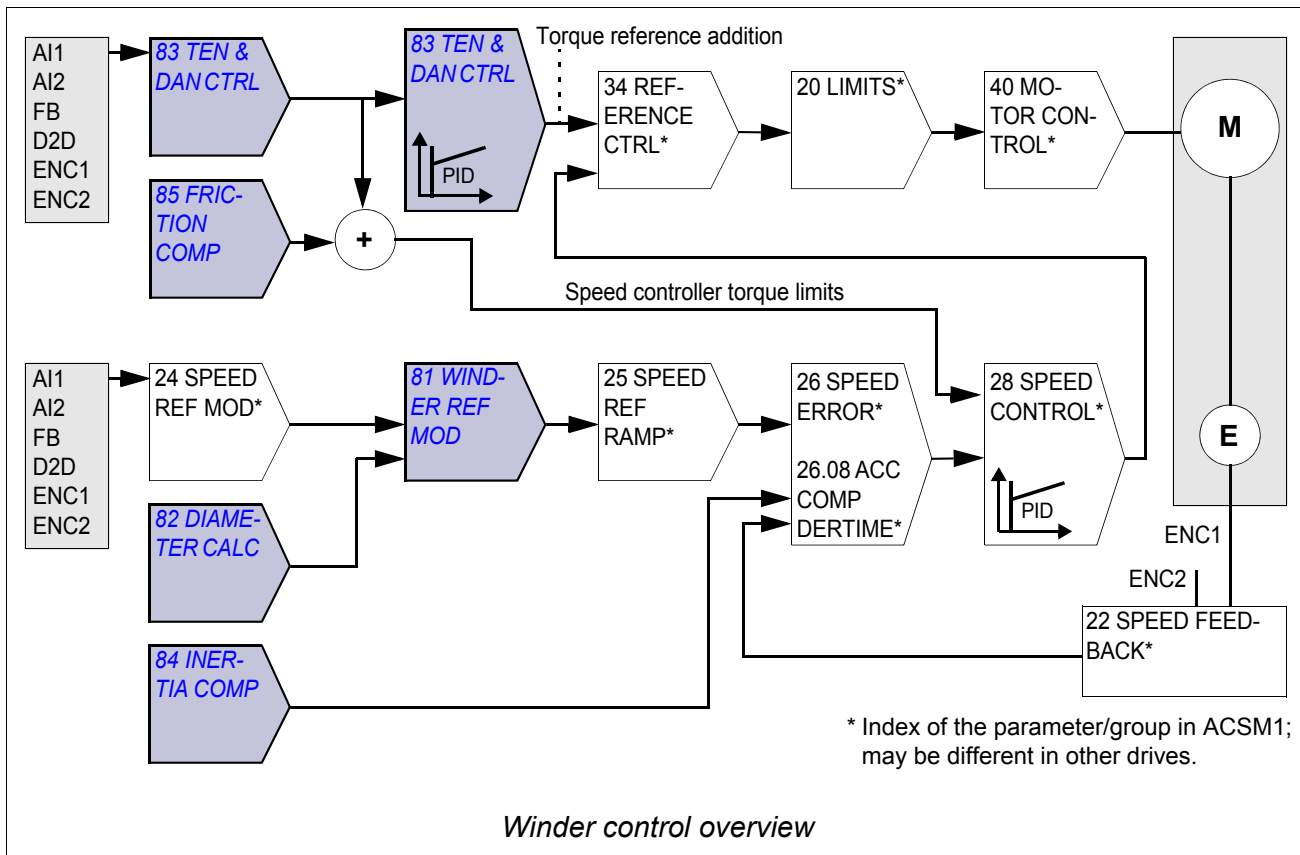 AI1
AI2
FB
D2D
ENC1
ENC2
83 TEN &
DAN CTRL
85 FRIC-
TION
COMP
+
83 TEN &
DAN CTRL
PID
Torque reference addition
34 REF-
ERENCE
CTRL*
20 LIMITS*
40 MO-
TOR CON-
TROL*
M
Speed controller torque limits
AI1
AI2
FB
D2D
ENC1
ENC2
24 SPEED
REF MOD*
82 DIAME-
TER CALC
84 INER-
TIA COMP
81 WIND-
ER REF
MOD
25 SPEED
REF
RAMP*
26 SPEED
ERROR*
26.08 ACC
COMP
DERTIME*
28 SPEED
CONTROL*
PID
E
ENC1
ENC2
22 SPEED FEED-
BACK*
* Index of the parameter/group in ACSM1;
may be different in other drives.
Winder control overview